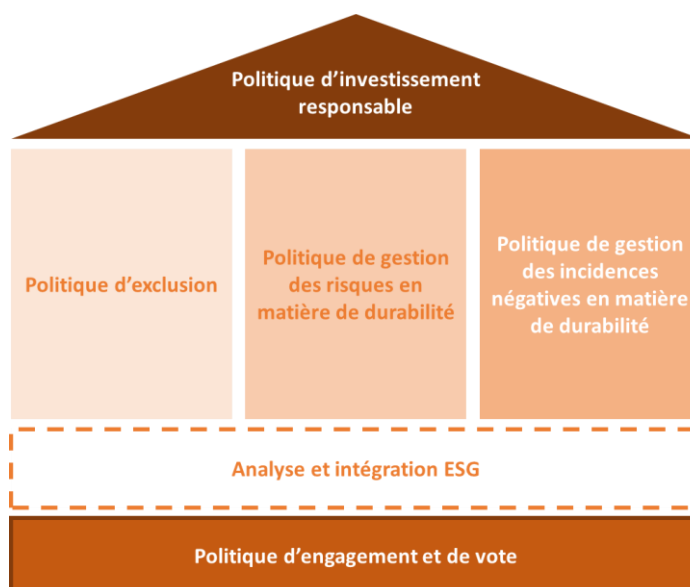 Politique d’investissement
responsable
Politique d’exclusion
Politique de gestion
des risques en
matière de durabilité
Politique de gestion
des incidences
négatives en matière
de durabilité
Analyse et intégration ESG
Politique d’engagement et de vote